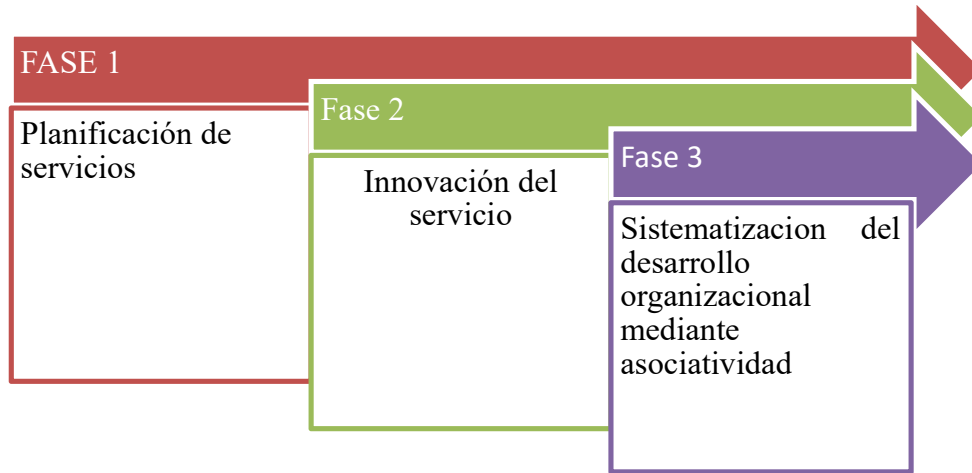 FASE 1
Planificación de
servicios
Fase 2
Innovación del
servicio
Fase 3
Sistematizacion del
desarrollo
organizacional
mediante
asociatividad